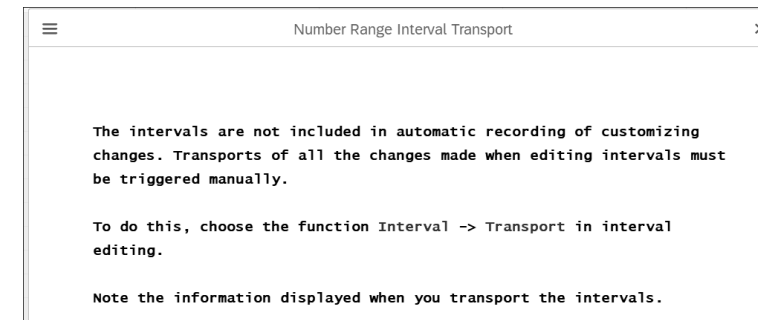 Number Range Interval Transport
The intervals are not included in automatic recording of customizing
changes. Transports of all the changes made when editing intervals must
be triggered manually.
To do this, choose the function Interval -> Transport in interval
editing.
Note the information displayed when you transport the intervals.